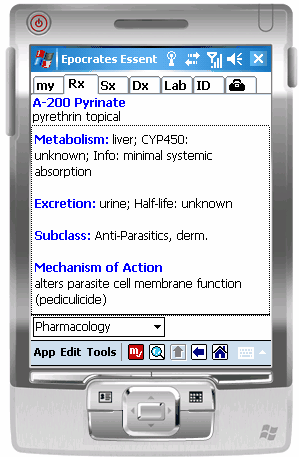 Epocrates Essent
my Rx Sx Dx Lab ID
A-200 Pyrinate
pyrethrin topical
Metabolism: liver; CYP450:
unknown; Info: minimal systemic
absorption
Excretion: urine; Half-life: unknown
Subclass: Anti-Parasitics, derm.
Mechanism of Action
alters parasite cell membrane function
(pediculicide)
Pharmacology
App Edit Tools m/